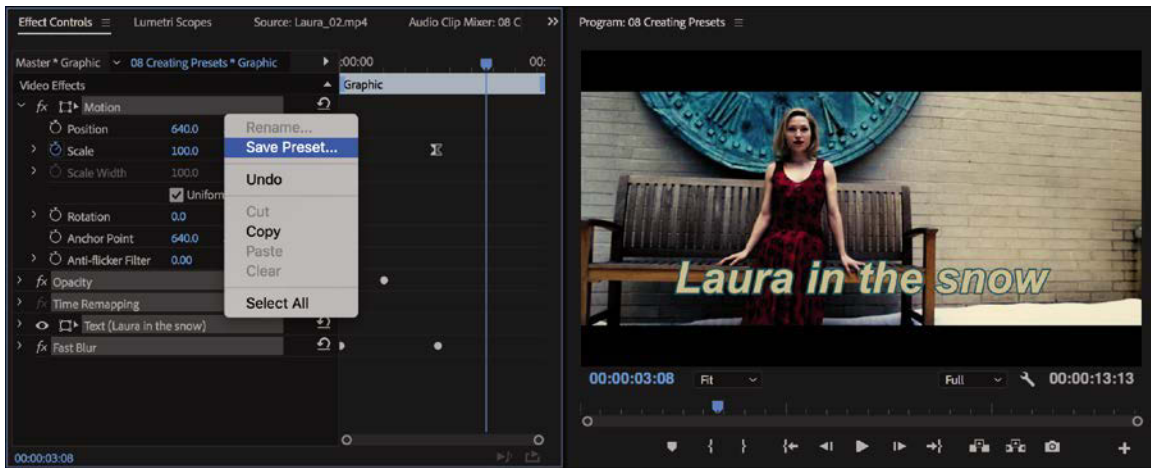 Effect Controls
Lumetri Scopes
Source: Laura_02.mp4
Audio Clip Mixer: 08 C
Master * Graphic
08 Creating Presets * Graphic
:00:00
00:
Video Effects
Graphic
fx Motion
Position 640.0
Scale 100.0
Scale Width 100.0
Uniform
Rotation 0.0
Anchor Point 640.0
Anti-flicker Filter 0.00
fx Opacity
fx Time Remapping
Text (Laura in the snow)
fx Fast Blur
00:00:03:08
Rename...
Save Preset...
Undo
Cut
Copy
Paste
Clear
Select All
Program: 08 Creating Presets
Laura in the snow
00:00:03:08
Fit
Full
00:00:13:13